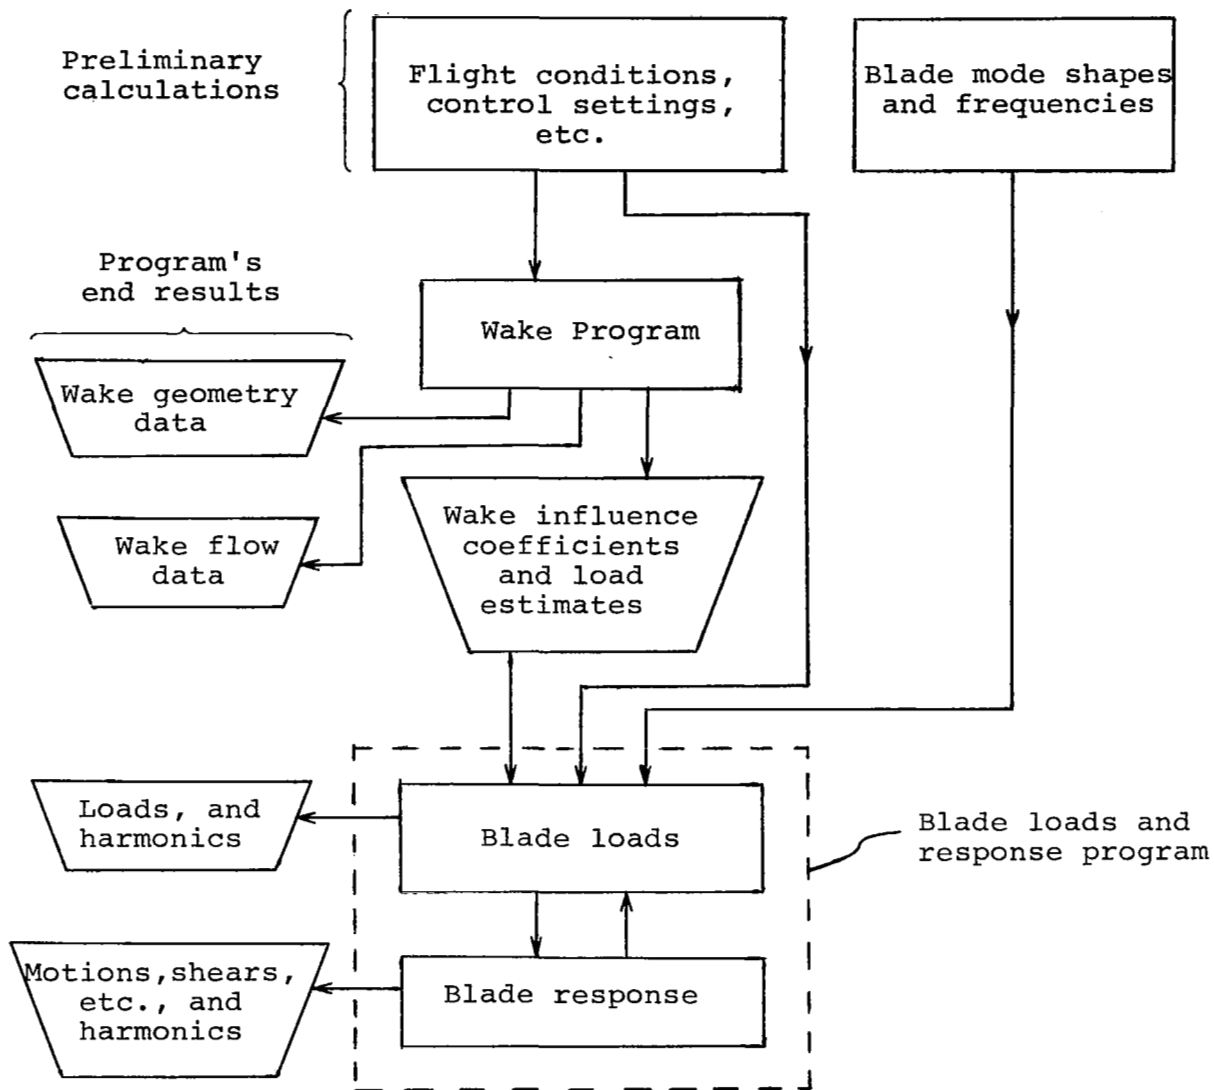 Preliminary
calculations
Flight conditions,
control settings,
etc.
Blade mode shapes
and frequencies
Program's
end results
Wake Program
Wake geometry
data
Wake flow
data
Wake influence
coefficients
and load
estimates
Loads, and
harmonics
Blade loads
Blade loads and
response program
Motions,shears,
etc., and
harmonics
Blade response